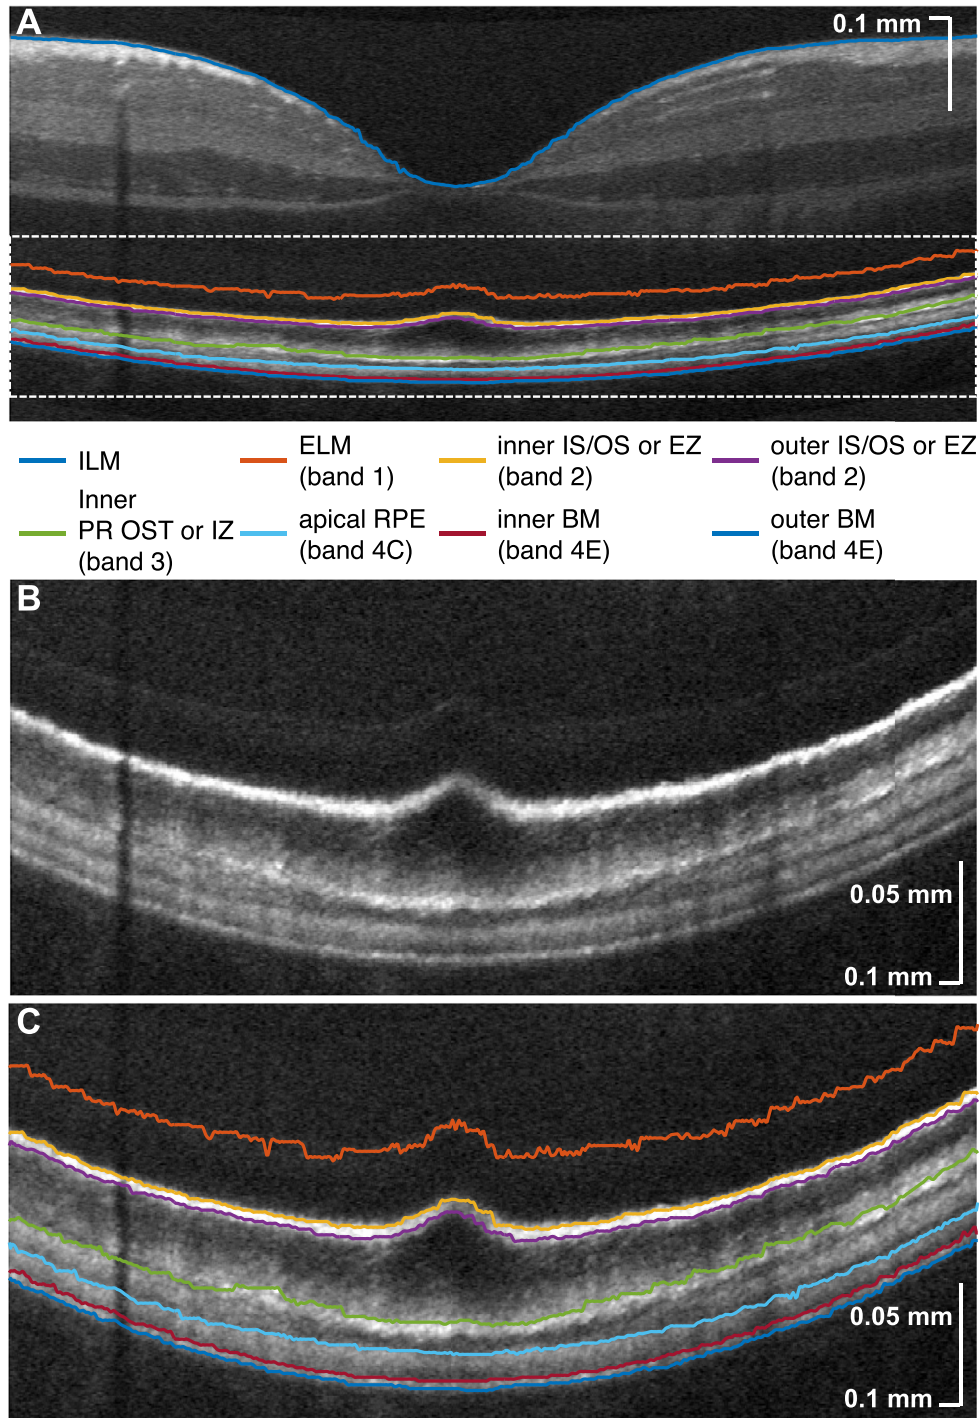 A
0.1 mm
ILM
ELM
(band 1)
inner IS/OS or EZ
(band 2)
outer IS/OS or EZ
(band 2)
Inner
PR OST or IZ
(band 3)
apical RPE
(band 4C)
inner BM
(band 4E)
outer BM
(band 4E)
B
0.05 mm
0.1 mm
C
0.05 mm
0.1 mm